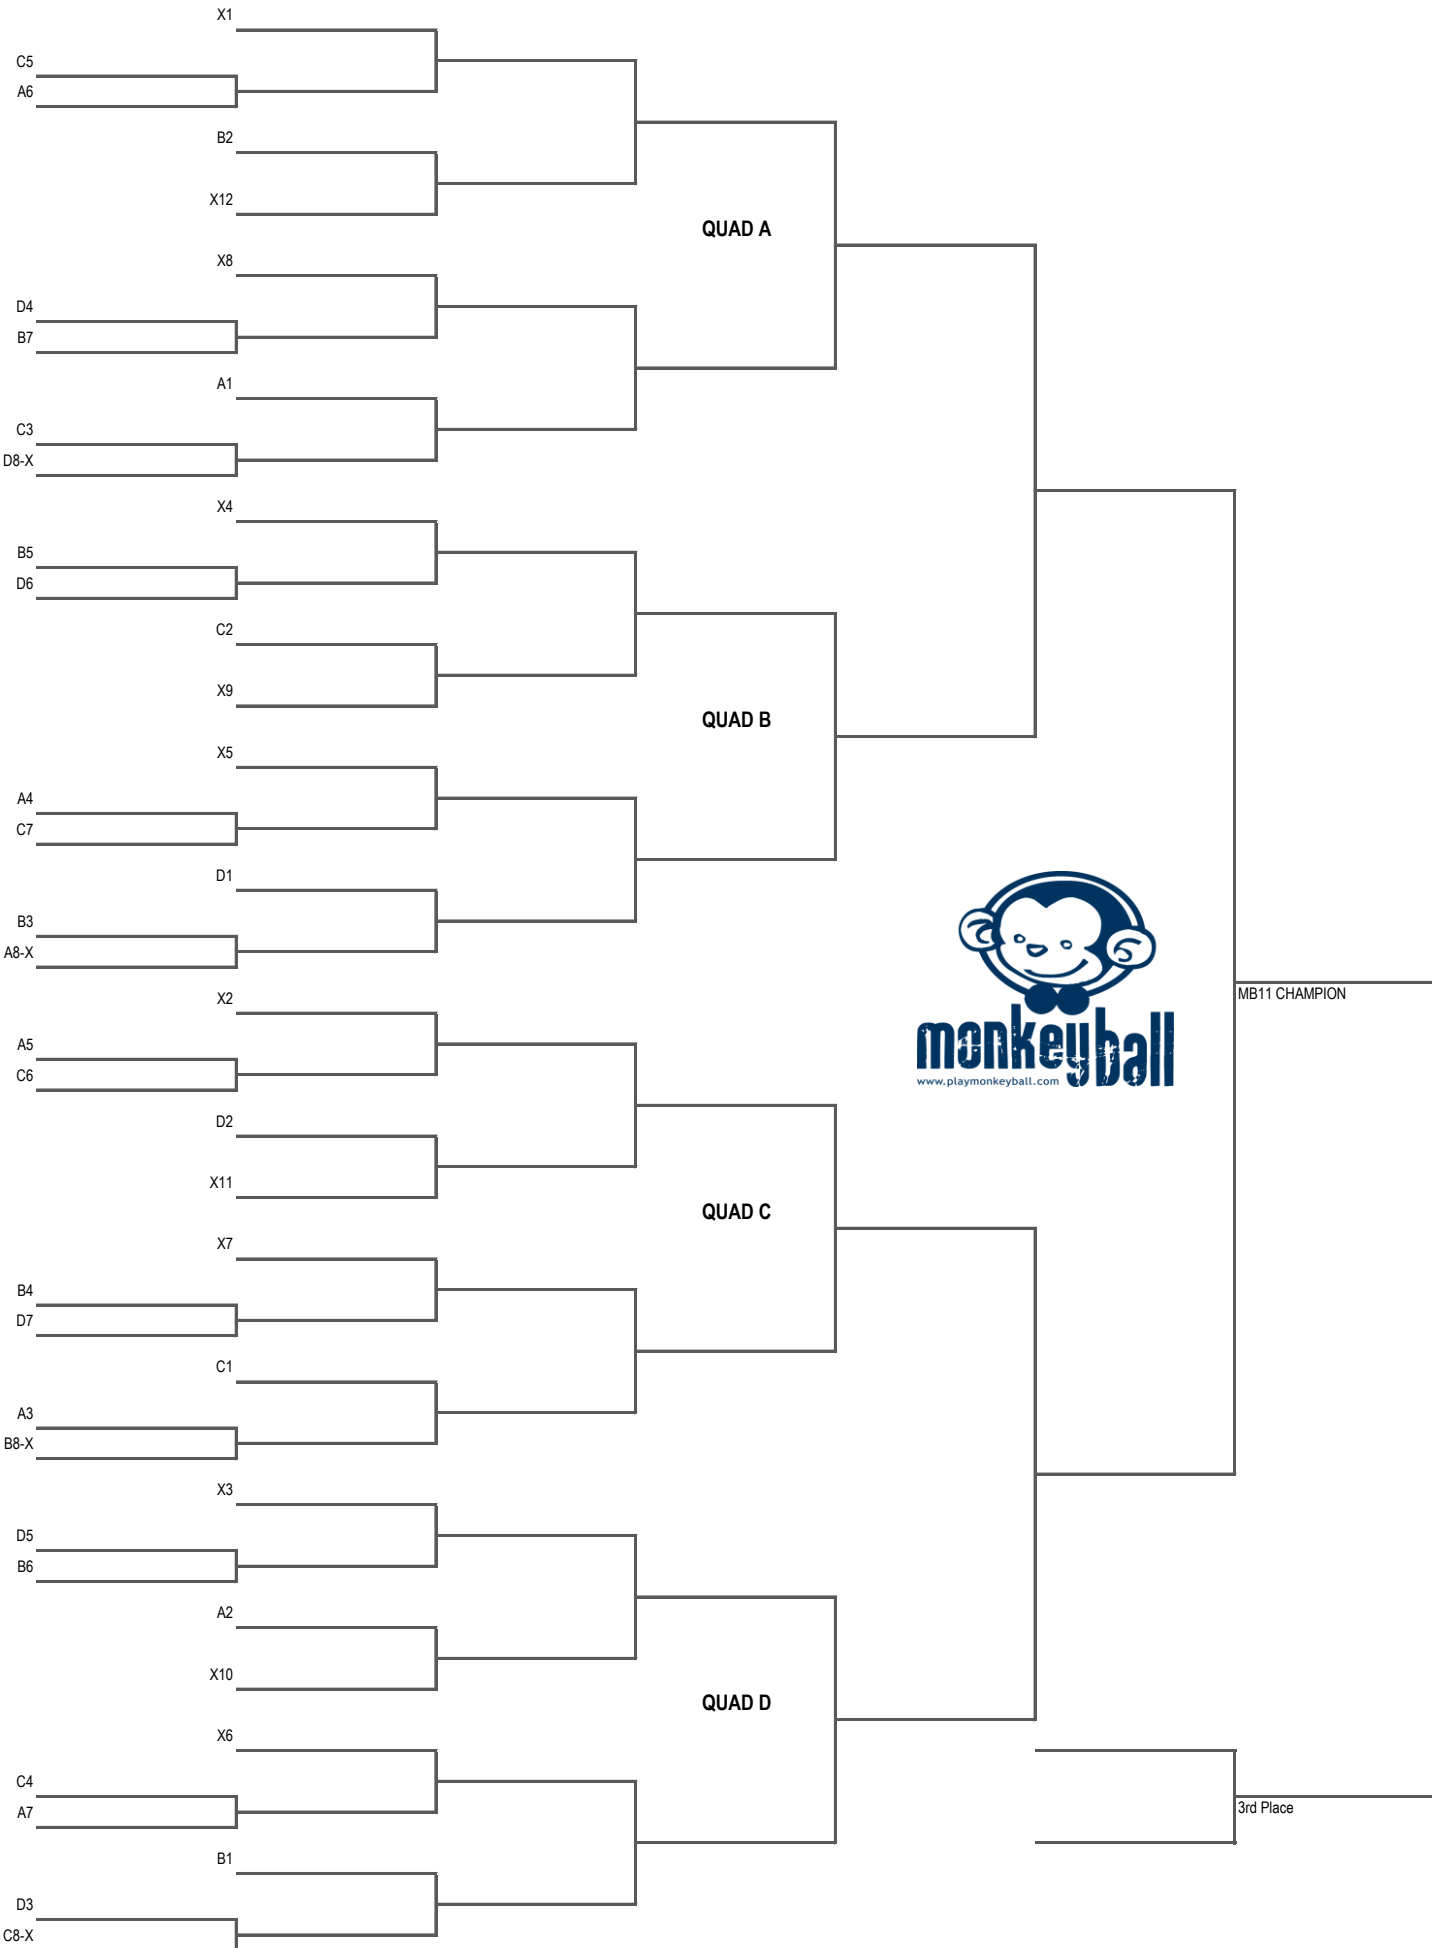 X1
C5
A6
B2
X12
QUAD A
X8
D4
B7
A1
C3
D8-X
X4
B5
D6
C2
X9
QUAD B
X5
A4
C7
D1
B3
A8-X
X2
MB11 CHAMPION
monkeyball
www.playmonkeyball.com
A5
C6
D2
X11
QUAD C
X7
B4
D7
C1
A3
B8-X
X3
D5
B6
A2
X10
QUAD D
X6
C4
A7
3rd Place
B1
D3
C8-X